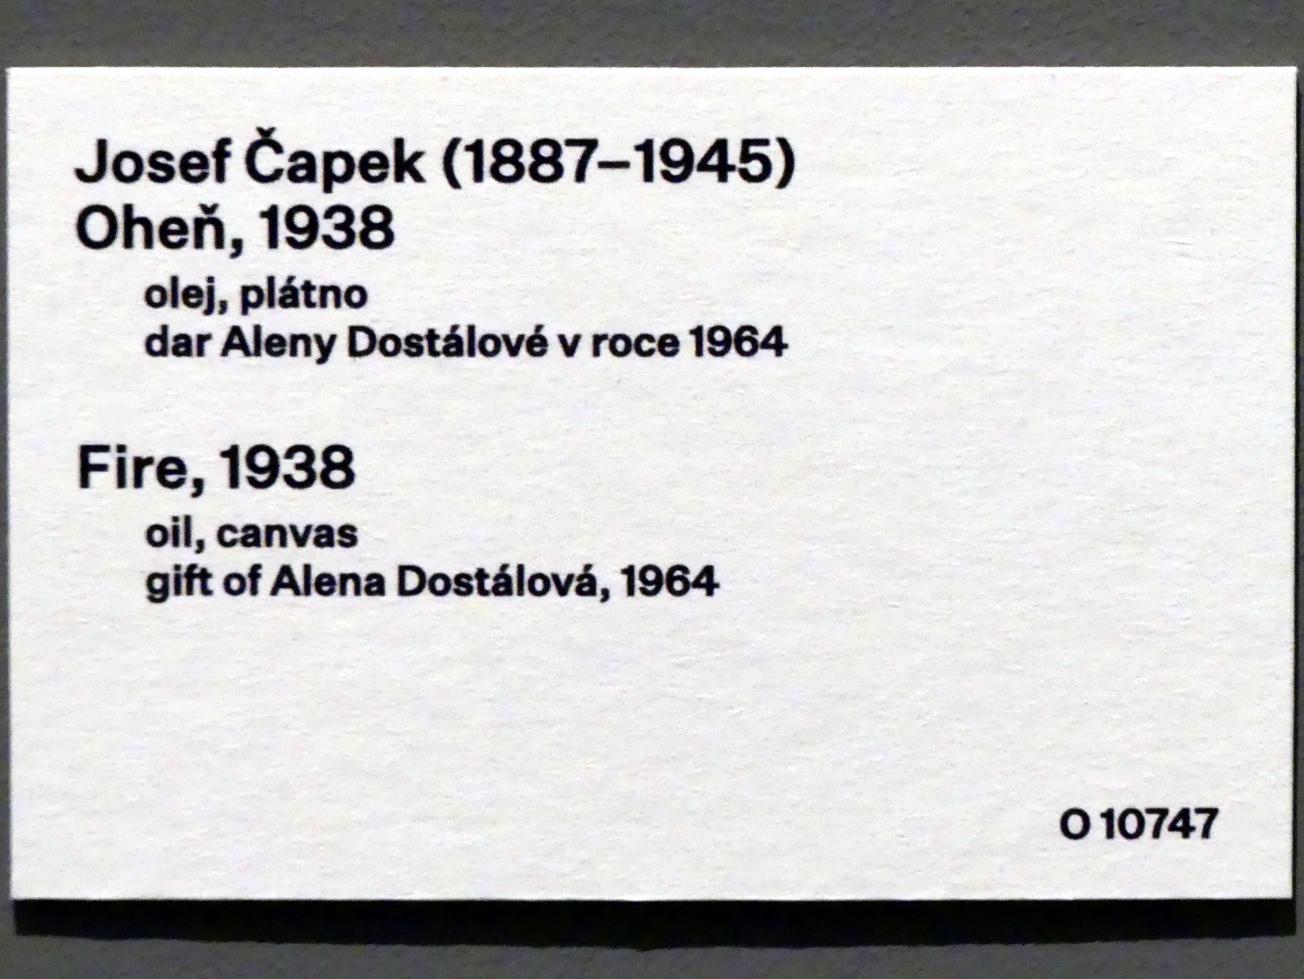 Josef Čapek (1887–1945)
Oheň, 1938
olej, plátno
dar Aleny Dostálové v roce 1964
Fire, 1938
oil, canvas
gift of Alena Dostálová, 1964
O 10747